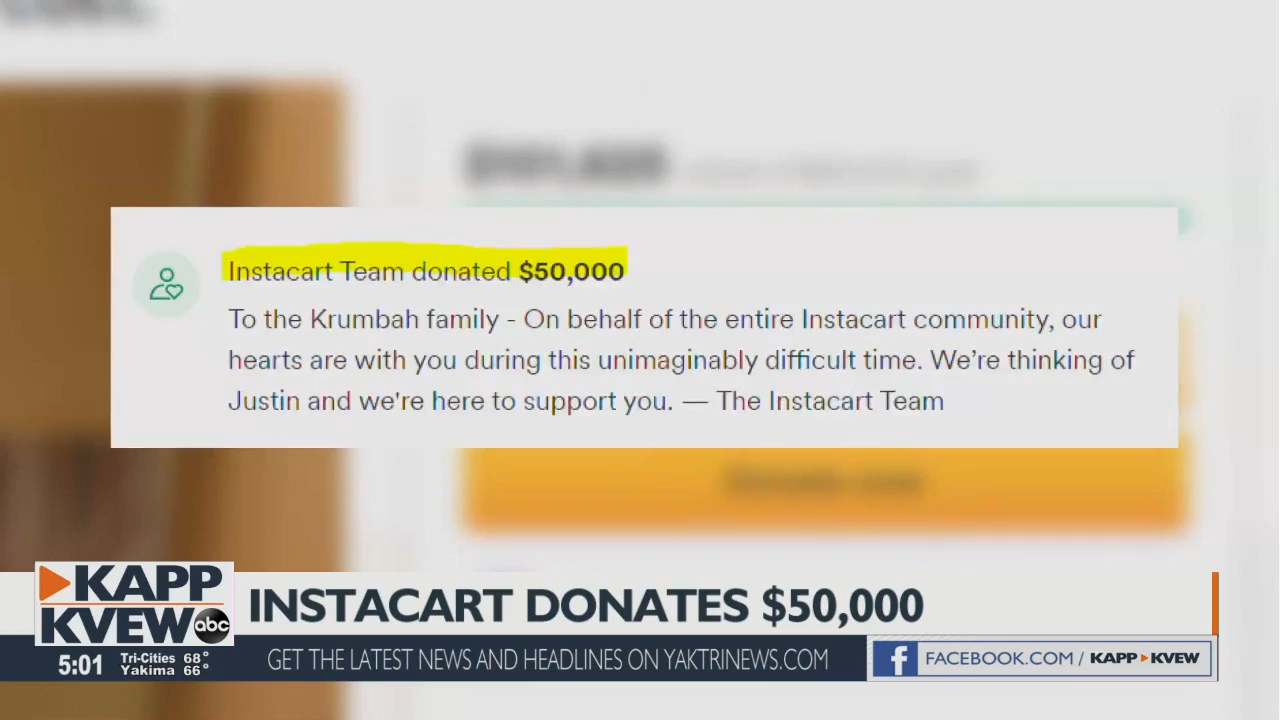 Instacart Team donated $50,000
To the Krumbah family - On behalf of the entire Instacart community, our
hearts are with you during this unimaginably difficult time. We’re thinking of
Justin and we're here to support you. — The Instacart Team
KAPP
KVEW abc
INSTACART DONATES $50,000
5:01
Tri-Cities 68°
Yakima 66°
GET THE LATEST NEWS AND HEADLINES ON YAKTRINEWS.COM
f FACEBOOK.COM / KAPP KVEW